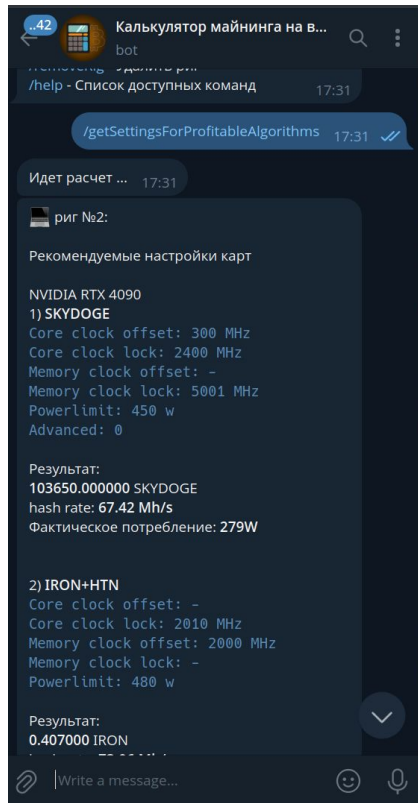 ..42
Калькулятор майнинга на в...
bot
/help - Список доступных команд
17:31
/getSettingsForProfitableAlgorithms 17:31
Идет расчет ... 17:31
риг №2:
Рекомендуемые настройки карт
NVIDIA RTX 4090
1) SKYDOGE
Core clock offset: 300 MHz
Core clock lock: 2400 MHz
Memory clock offset: –
Memory clock lock: 5001 MHz
Powerlimit: 450 w
Advanced: 0
Результат:
103650.000000 SKYDOGE
hash rate: 67.42 Mh/s
Фактическое потребление: 279W
2) IRON+HTN
Core clock offset: –
Core clock lock: 2010 MHz
Memory clock offset: 2000 MHz
Memory clock lock: –
Powerlimit: 480 w
Результат:
0.407000 IRON
Write a message...